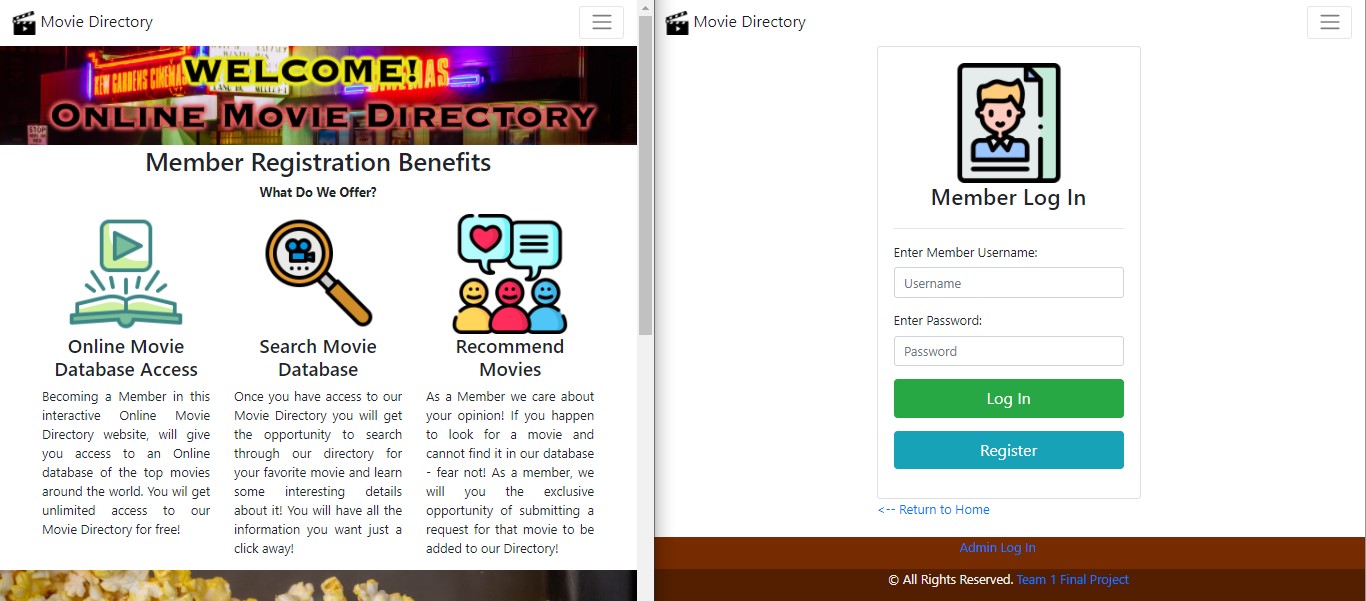 Movie Directory
KEW GARDENS CINEMAS
WELCOME!
ONLINE MOVIE DIRECTORY
STOP
Member Registration Benefits
What Do We Offer?
Online Movie
Database Access
Becoming a Member in this
interactive Online Movie
Directory website, will give
you access to an Online
database of the top movies
around the world. You wil get
unlimited access to our
Movie Directory for free!
Search Movie
Database
Once you have access to our
Movie Directory you will get
the opportunity to search
through our directory for
your favorite movie and learn
some interesting details
about it! You will have all the
information you want just a
click away!
Recommend
Movies
As a Member we care about
your opinion! If you happen
to look for a movie and
cannot find it in our database
- fear not! As a member, we
will you the exclusive
opportunity of submitting a
request for that movie to be
added to our Directory!
Movie Directory
Member Log In
Enter Member Username:
Username
Enter Password:
Password
Log In
Register
<-- Return to Home
Admin Log In
© All Rights Reserved. Team 1 Final Project